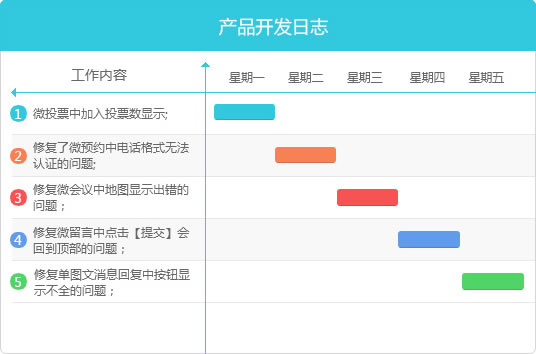 产品开发日志
工作内容
星期一 星期二 星期三 星期四 星期五
1 微投票中加入投票数显示;
2 修复了微预约中电话格式无法
认证的问题;
3 修复微会议中地图显示出错的
问题；
4 修复微留言中点击【提交】会
回到顶部的问题；
5 修复单图文消息回复中按钮显
示不全的问题；